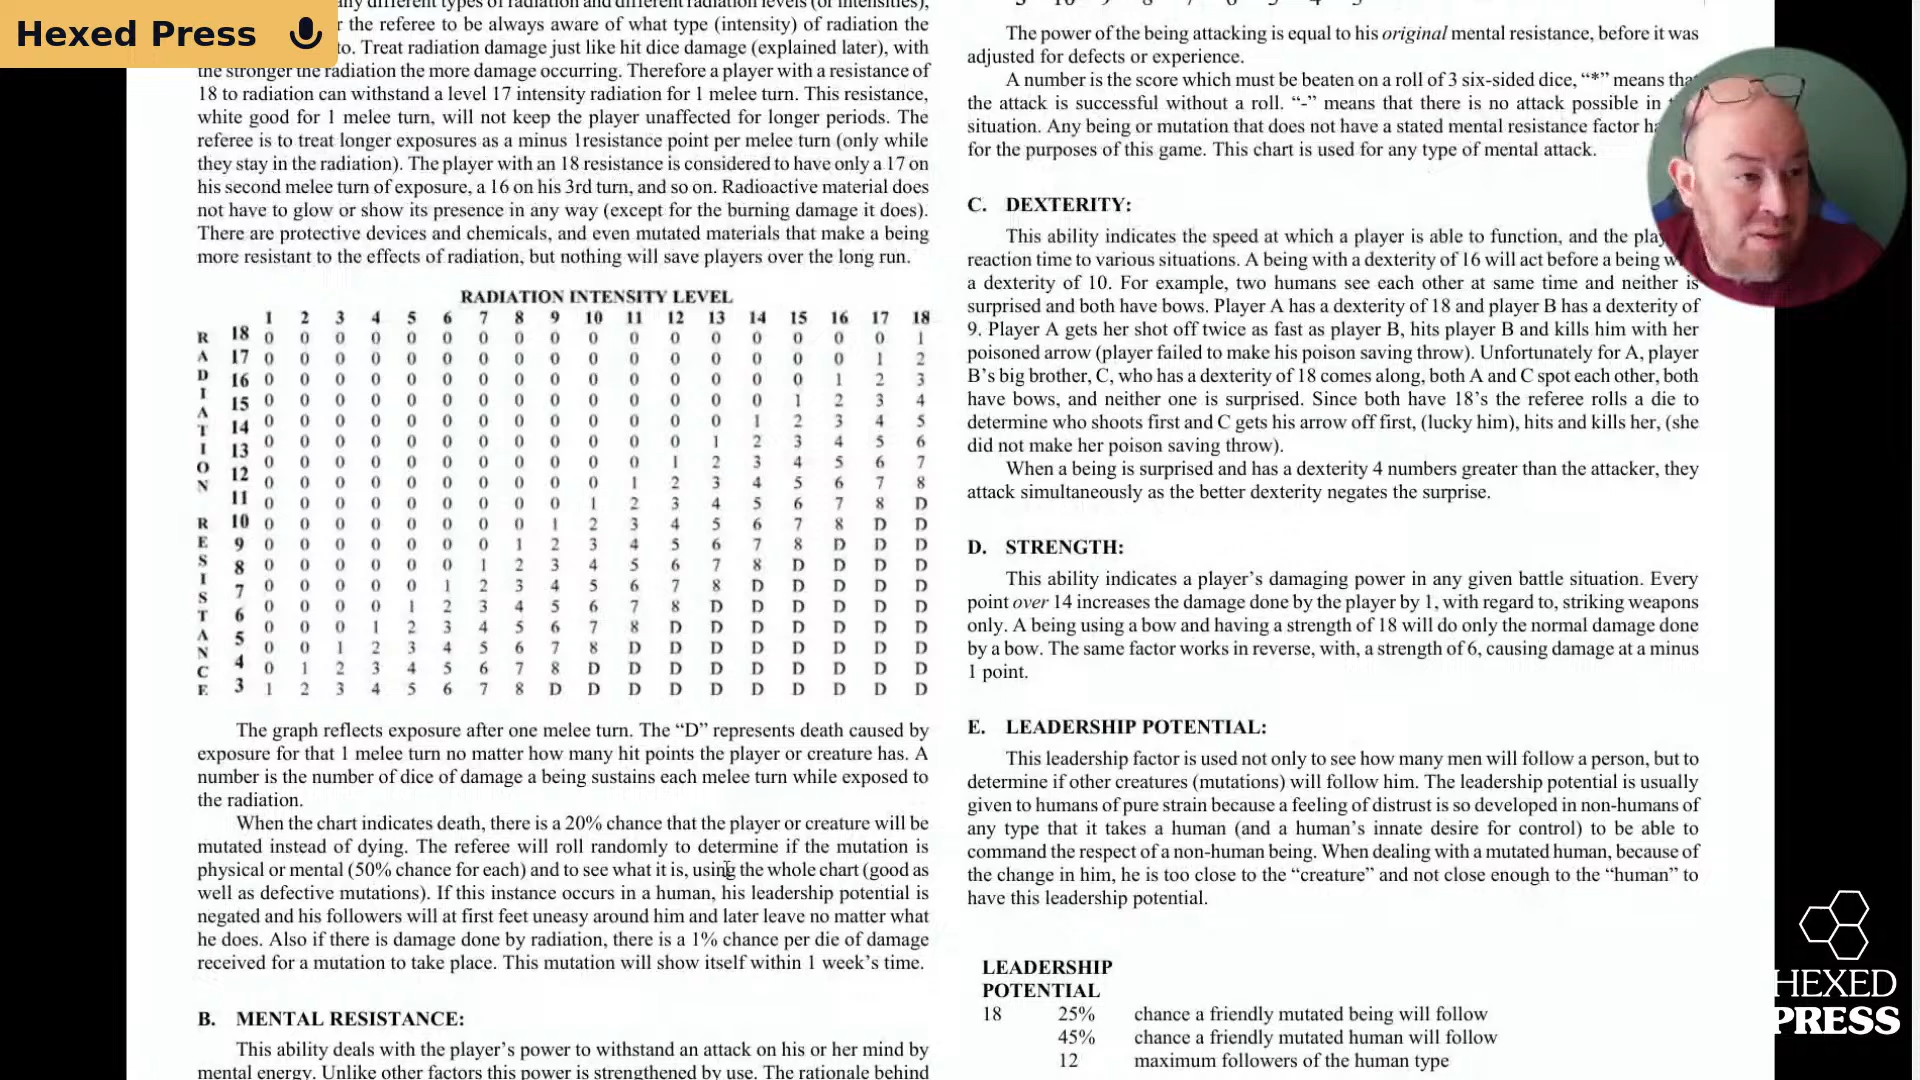 Hexed Press
any different types of radiation and different radiation levels (or intensities),
r the referee to be always aware of what type (intensity) of radiation the
to. Treat radiation damage just like hit dice damage (explained later), with
the stronger the radiation the more damage occurring. Therefore a player with a resistance of
18 to radiation can withstand a level 17 intensity radiation for 1 melee turn. This resistance,
white good for 1 melee turn, will not keep the player unaffected for longer periods. The
referee is to treat longer exposures as a minus 1resistance point per melee turn (only while
they stay in the radiation). The player with an 18 resistance is considered to have only a 17 on
his second melee turn of exposure, a 16 on his 3rd turn, and so on. Radioactive material does
not have to glow or show its presence in any way (except for the burning damage it does).
There are protective devices and chemicals, and even mutated materials that make a being
more resistant to the effects of radiation, but nothing will save players over the long run.
RADIATION INTENSITY LEVEL
1 2 3 4 5 6 7 8 9 10 11 12 13 14 15 16 17 18
RADIATION RESISTANCE
18 17 16 15 14 13 12 11 10 9 8 7 6 5 4 3
0 0 0 0 0 0 0 0 0 0 0 0 0 0 0 0 0 1
0 0 0 0 0 0 0 0 0 0 0 0 0 0 0 0 1 2
0 0 0 0 0 0 0 0 0 0 0 0 0 0 0 1 2 3
0 0 0 0 0 0 0 0 0 0 0 0 0 0 1 2 3 4
0 0 0 0 0 0 0 0 0 0 0 0 0 1 2 3 4 5
0 0 0 0 0 0 0 0 0 0 0 0 1 2 3 4 5 6
0 0 0 0 0 0 0 0 0 0 0 1 2 3 4 5 6 7
0 0 0 0 0 0 0 0 0 0 1 2 3 4 5 6 7 8
0 0 0 0 0 0 0 0 0 1 2 3 4 5 6 7 8 D
0 0 0 0 0 0 0 0 1 2 3 4 5 6 7 8 D D
0 0 0 0 0 0 0 1 2 3 4 5 6 7 8 D D D
0 0 0 0 0 0 1 2 3 4 5 6 7 8 D D D D
0 0 0 0 0 1 2 3 4 5 6 7 8 D D D D D
0 0 0 0 1 2 3 4 5 6 7 8 D D D D D D
0 0 0 1 2 3 4 5 6 7 8 D D D D D D D
0 0 1 2 3 4 5 6 7 8 D D D D D D D D
0 1 2 3 4 5 6 7 8 D D D D D D D D D
1 2 3 4 5 6 7 8 D D D D D D D D D D
The graph reflects exposure after one melee turn. The “D” represents death caused by
exposure for that 1 melee turn no matter how many hit points the player or creature has. A
number is the number of dice of damage a being sustains each melee turn while exposed to
the radiation.
When the chart indicates death, there is a 20% chance that the player or creature will be
mutated instead of dying. The referee will roll randomly to determine if the mutation is
physical or mental (50% chance for each) and to see what it is, using the whole chart (good as
well as defective mutations). If this instance occurs in a human, his leadership potential is
negated and his followers will at first feet uneasy around him and later leave no matter what
he does. Also if there is damage done by radiation, there is a 1% chance per die of damage
received for a mutation to take place. This mutation will show itself within 1 week’s time.
B. MENTAL RESISTANCE:
This ability deals with the player’s power to withstand an attack on his or her mind by
mental energy. Unlike other factors this power is strengthened by use. The rationale behind
The power of the being attacking is equal to his original mental resistance, before it was
adjusted for defects or experience.
A number is the score which must be beaten on a roll of 3 six-sided dice, “*” means tha
the attack is successful without a roll. “-” means that there is no attack possible in
situation. Any being or mutation that does not have a stated mental resistance factor ha
for the purposes of this game. This chart is used for any type of mental attack.
C. DEXTERITY:
This ability indicates the speed at which a player is able to function, and the play
reaction time to various situations. A being with a dexterity of 16 will act before a being w
a dexterity of 10. For example, two humans see each other at same time and neither is
surprised and both have bows. Player A has a dexterity of 18 and player B has a dexterity of
9. Player A gets her shot off twice as fast as player B, hits player B and kills him with her
poisoned arrow (player failed to make his poison saving throw). Unfortunately for A, player
B’s big brother, C, who has a dexterity of 18 comes along, both A and C spot each other, both
have bows, and neither one is surprised. Since both have 18’s the referee rolls a die to
determine who shoots first and C gets his arrow off first, (lucky him), hits and kills her, (she
did not make her poison saving throw).
When a being is surprised and has a dexterity 4 numbers greater than the attacker, they
attack simultaneously as the better dexterity negates the surprise.
D. STRENGTH:
This ability indicates a player’s damaging power in any given battle situation. Every
point over 14 increases the damage done by the player by 1, with regard to, striking weapons
only. A being using a bow and having a strength of 18 will do only the normal damage done
by a bow. The same factor works in reverse, with, a strength of 6, causing damage at a minus
1 point.
E. LEADERSHIP POTENTIAL:
This leadership factor is used not only to see how many men will follow a person, but to
determine if other creatures (mutations) will follow him. The leadership potential is usually
given to humans of pure strain because a feeling of distrust is so developed in non-humans of
any type that it takes a human (and a human’s innate desire for control) to be able to
command the respect of a non-human being. When dealing with a mutated human, because of
the change in him, he is too close to the “creature” and not close enough to the “human” to
have this leadership potential.
LEADERSHIP
POTENTIAL
18 25% chance a friendly mutated being will follow
45% chance a friendly mutated human will follow
12 maximum followers of the human type
HEXED
PRESS